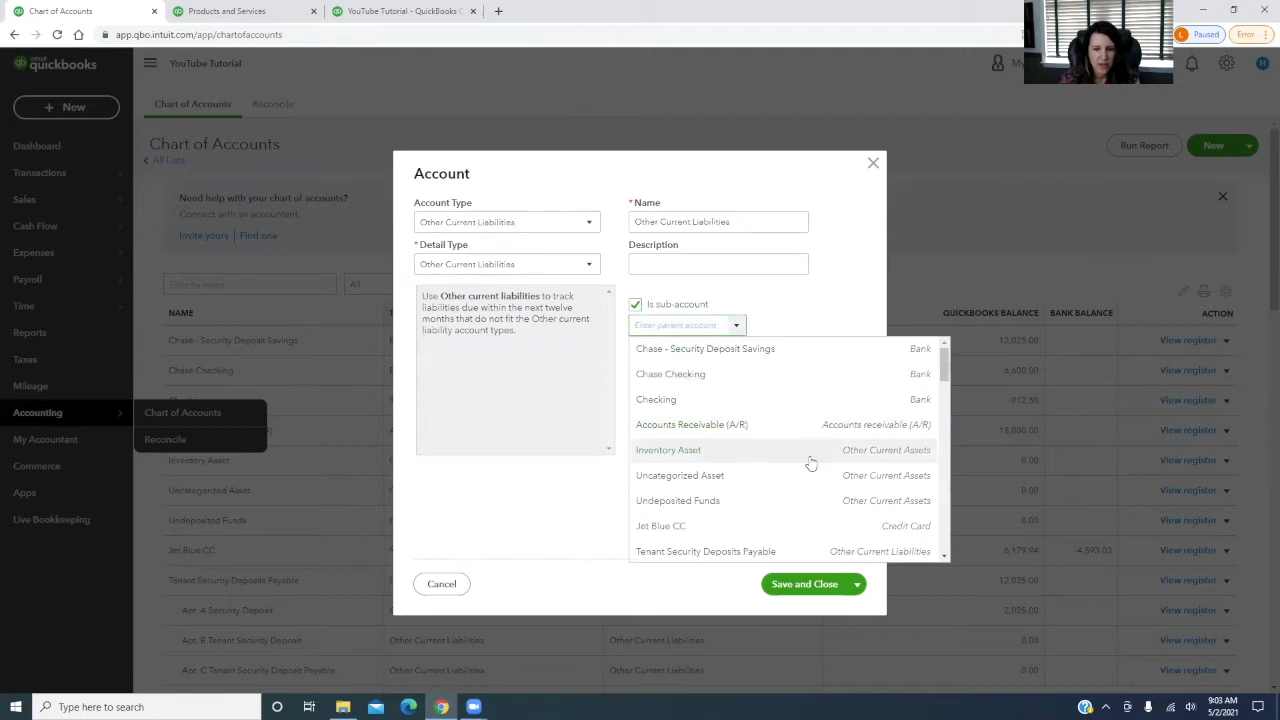 Chart of Accounts
Products and Services
YouTube Tutorial - QuickBooks C
app.qbo.intuit.com/app/chartofaccounts
L Paused
Error
intuit quickbooks
YouTube Tutorial
My
H
New
Chart of Accounts
Reconcile
Dashboard
Transactions
Sales
Cash Flow
Expenses
Payroll
Time
Reports
Taxes
Mileage
Accounting
My Accountant
Commerce
Apps
Live Bookkeeping
Chart of Accounts
Reconcile
Chart of Accounts
All Lists
Run Report
New
Need help with your chart of accounts?
Connect with an accountant.
Invite yours
Find one
Filter by name
All
NAME
QUICKBOOKS BALANCE
BANK BALANCE
ACTION
Chase - Security Deposit Savings
12,025.00
View register
Chase Checking
6,600.00
View register
912.50
View register
18,000.00
View register
Inventory Asset
0.00
View register
Uncategorized Asset
0.00
View register
Undeposited Funds
0.00
View register
Jet Blue CC
6,179.94
-4,593.03
View register
Tenant Security Deposits Payable
12,025.00
View register
Apt. A Security Deposit
2,025.00
View register
Apt. B Tenant Security Deposit
Other Current Liabilities
Other Current Liabilities
0.00
View register
Apt. C Tenant Security Deposit Payable
Other Current Liabilities
Other Current Liabilities
0.00
View register
Account
Account Type
Other Current Liabilities
* Detail Type
Other Current Liabilities
Use Other current liabilities to track
liabilities due within the next twelve
months that do not fit the Other current
liability account types.
* Name
Other Current Liabilities
Description
Is sub-account
Enter parent account
Chase - Security Deposit Savings Bank
Chase Checking Bank
Checking Bank
Accounts Receivable (A/R) Accounts receivable (A/R)
Inventory Asset Other Current Assets
Uncategorized Asset Other Current Assets
Undeposited Funds Other Current Assets
Jet Blue CC Credit Card
Tenant Security Deposits Payable Other Current Liabilities
Cancel
Save and Close
Type here to search
9:03 AM
5/2/2021